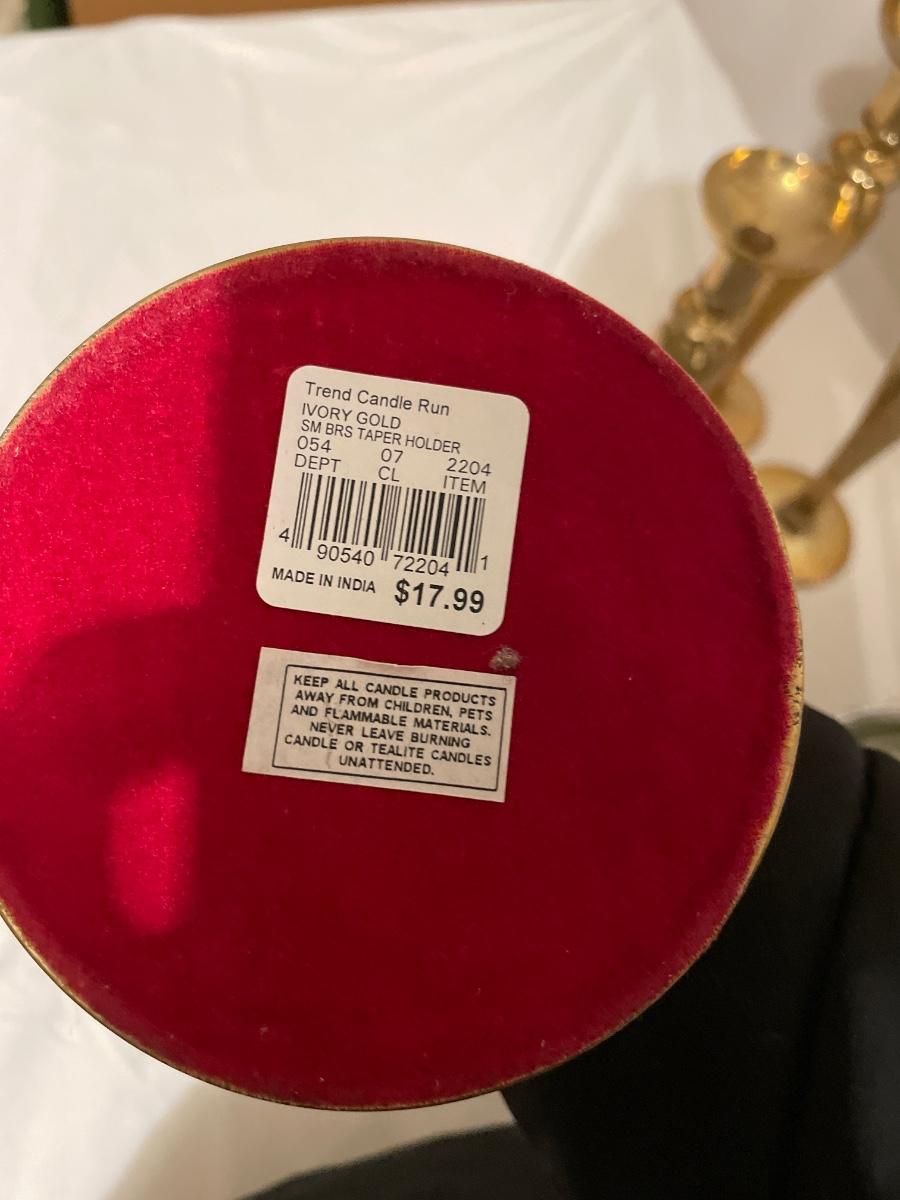 Trend Candle Run
IVORY GOLD
SM BRS TAPER HOLDER
054 07 2204
DEPT CL ITEM
4 90540 72204 1
MADE IN INDIA $17.99
KEEP ALL CANDLE PRODUCTS
AWAY FROM CHILDREN, PETS
AND FLAMMABLE MATERIALS.
NEVER LEAVE BURNING
CANDLE OR TEALITE CANDLES
UNATTENDED.